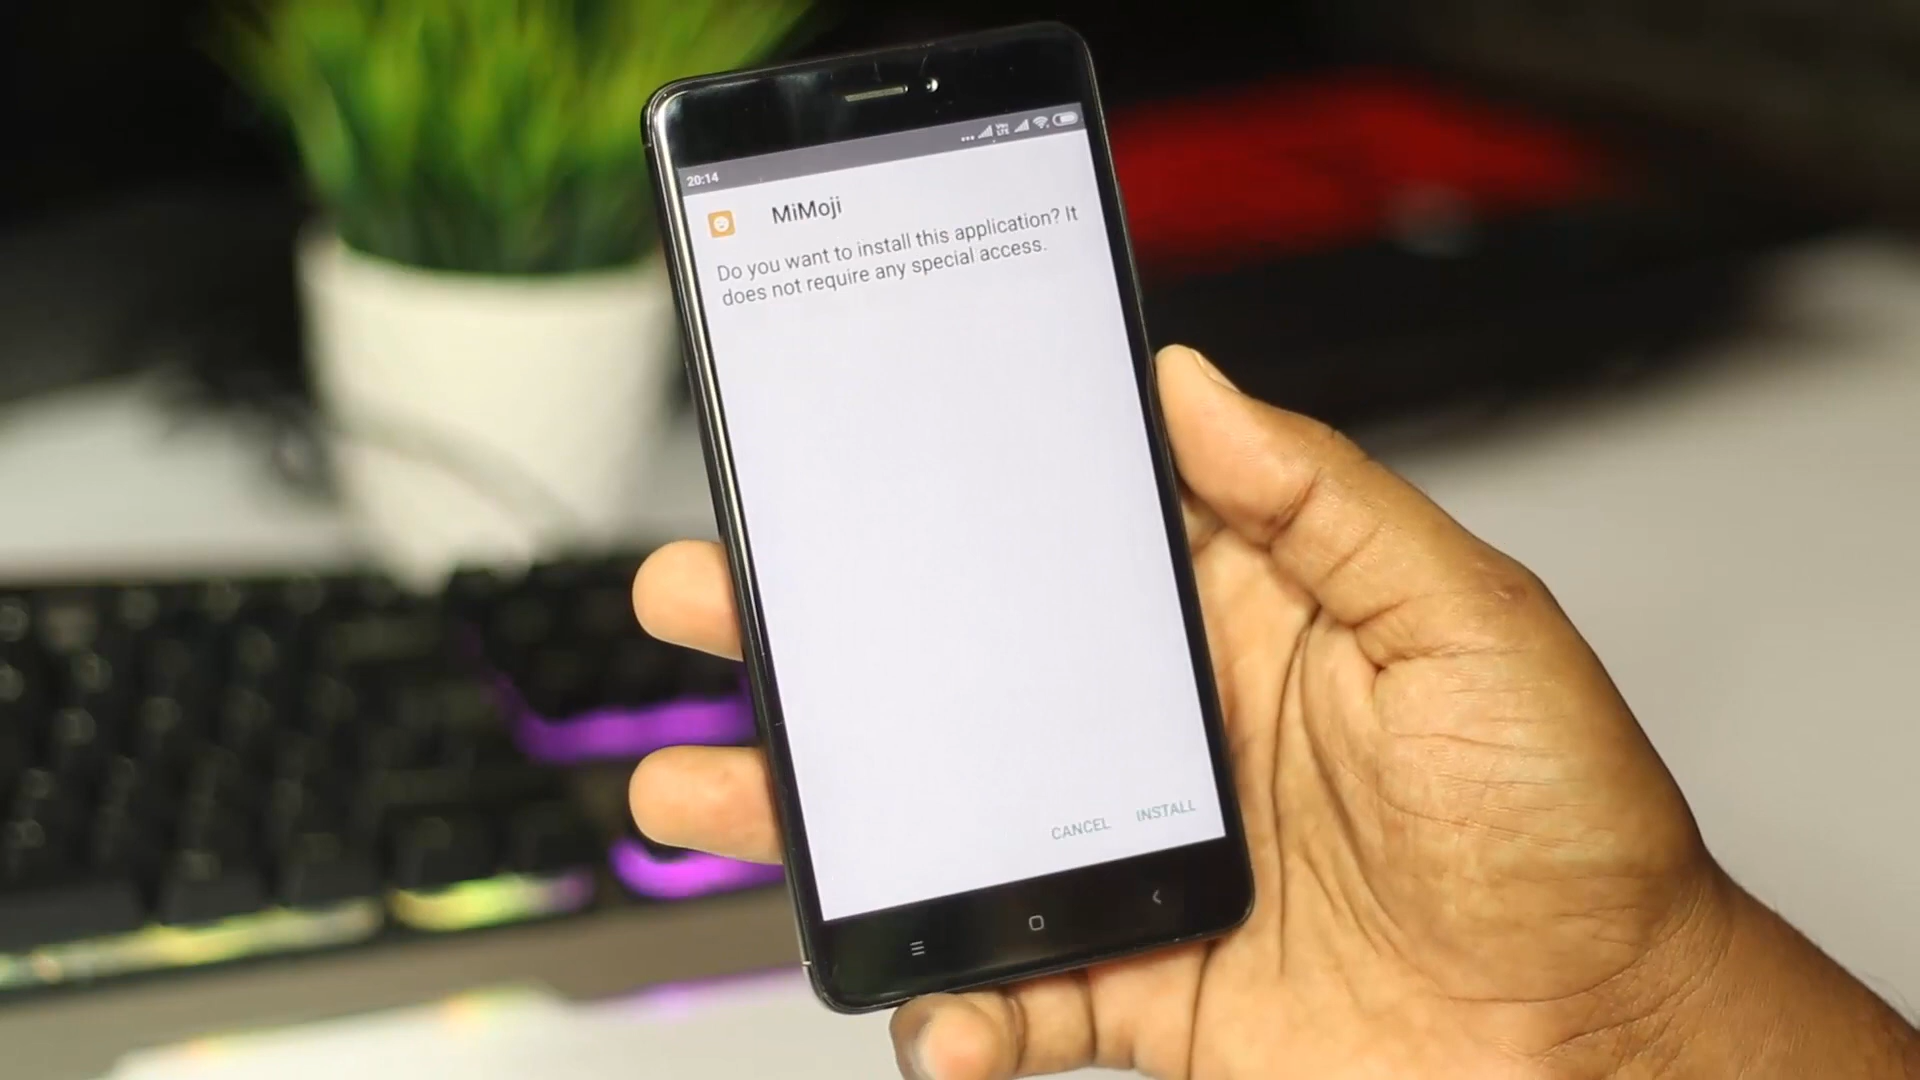 20:14
MiMoji
Do you want to install this application? It
does not require any special access.
CANCEL INSTALL